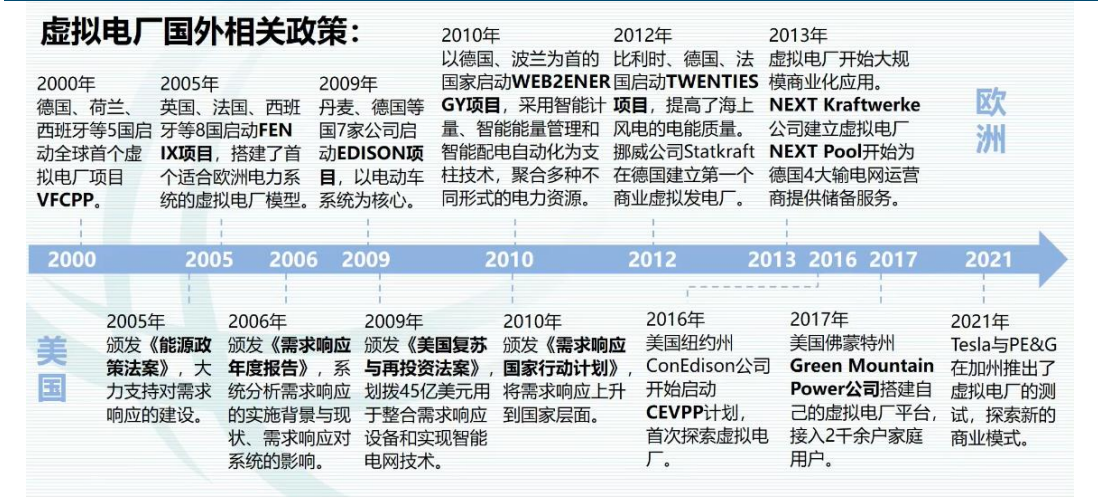 虚拟电厂国外相关政策：
2000年
德国、荷兰、
西班牙等5国启
动全球首个虚
拟电厂项目
VFCPP。
2005年
英国、法国、西班
牙等8国启动FEN
IX项目，搭建了首
个适合欧洲电力系
统的虚拟电厂模型。
2009年
丹麦、德国等
国7家公司启
动EDISON项
目，以电动车
系统为核心。
2010年
以德国、波兰为首的
国家启动WEB2ENER
GY项目，采用智能计
量、智能能量管理和
智能配电自动化为支
柱技术，聚合多种不
同形式的电力资源。
2012年
比利时、德国、法
国启动TWENTIES
项目，提高了海上
风电的电能质量。
挪威公司Statkraft
在德国建立第一个
商业虚拟发电厂。
2013年
虚拟电厂开始大规
模商业化应用。
NEXT Kraftwerke
公司建立虚拟电厂
NEXT Pool开始为
德国4大输电网运营
商提供储备服务。
欧
洲
2000 2005 2006 2009 2010 2012 2013 2016 2017 2021
美
国
2005年
颁发《能源政
策法案》，大
力支持对需求
响应的建设。
2006年
颁发《需求响应
年度报告》，系
统分析需求响应
的实施背景与现
状、需求响应对
系统的影响。
2009年
颁发《美国复苏
与再投资法案》，
划拨45亿美元用
于整合需求响应
设备和实现智能
电网技术。
2010年
颁发《需求响应
国家行动计划》，
将需求响应上升
到国家层面。
2016年
美国纽约州
ConEdison公司
开始启动
CEVPP计划，
首次探索虚拟电
厂。
2017年
美国佛蒙特州
Green Mountain
Power公司搭建自
己的虚拟电厂平台，
接入2千余户家庭
用户。
2021年
Tesla与PE&G
在加州推出了
虚拟电厂的测
试，探索新的
商业模式。